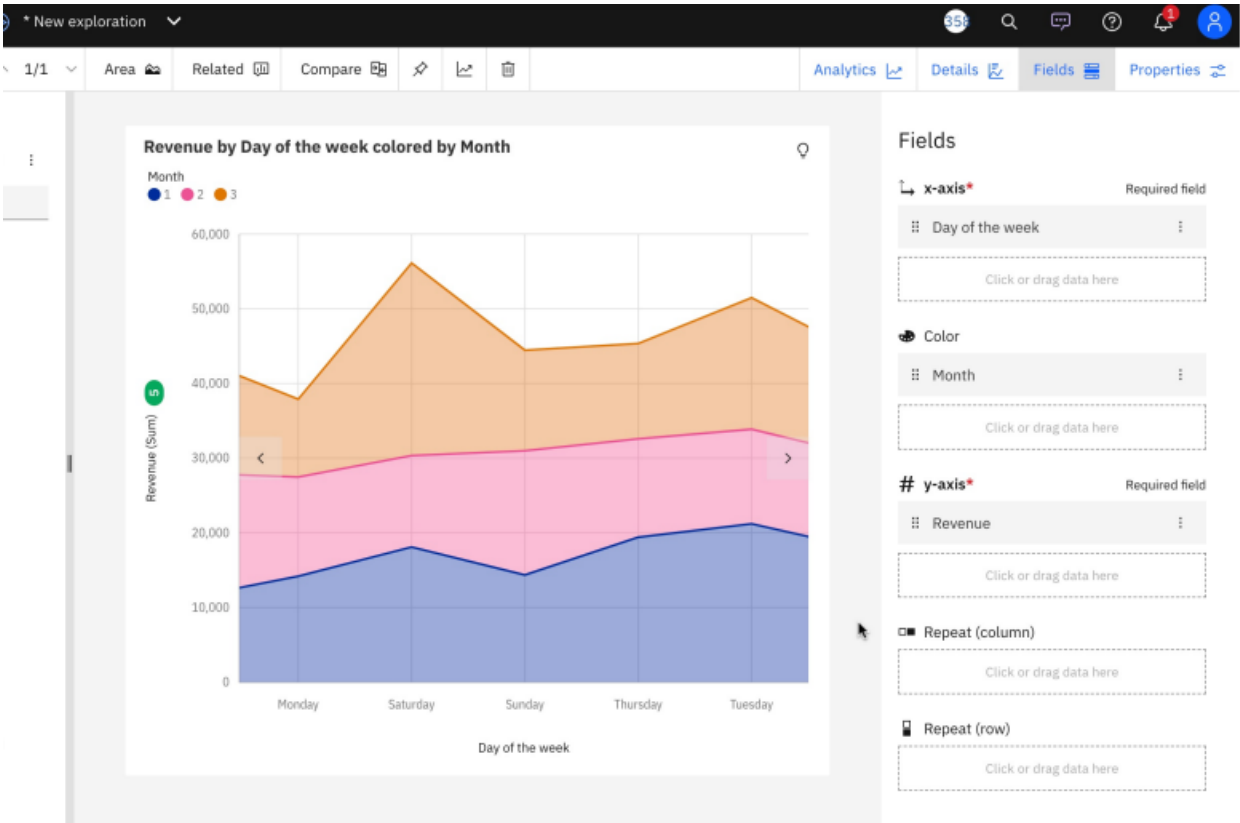 * New exploration
358
1
1/1
Area
Related
Compare
Analytics
Details
Fields
Properties
Revenue by Day of the week colored by Month
Month
1 2 3
60,000
50,000
40,000
30,000
20,000
10,000
0
Revenue (Sum)
5
Monday Saturday Sunday Thursday Tuesday
Day of the week
Fields
x-axis* Required field
Day of the week
Click or drag data here
Color
Month
Click or drag data here
# y-axis* Required field
Revenue
Click or drag data here
Repeat (column)
Click or drag data here
Repeat (row)
Click or drag data here